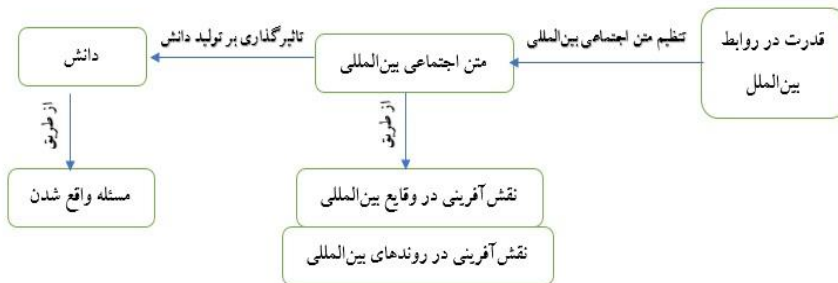 قدرت در روابط
بین‌الملل
تنظیم متن اجتماعی بین‌المللی
متن اجتماعی بین‌المللی
تاثیرگذاری بر تولید دانش
دانش
از طریق
از طریق
نقش‌آفرینی در وقایع بین‌المللی
مسئله واقع شدن
نقش‌آفرینی در روندهای بین‌المللی